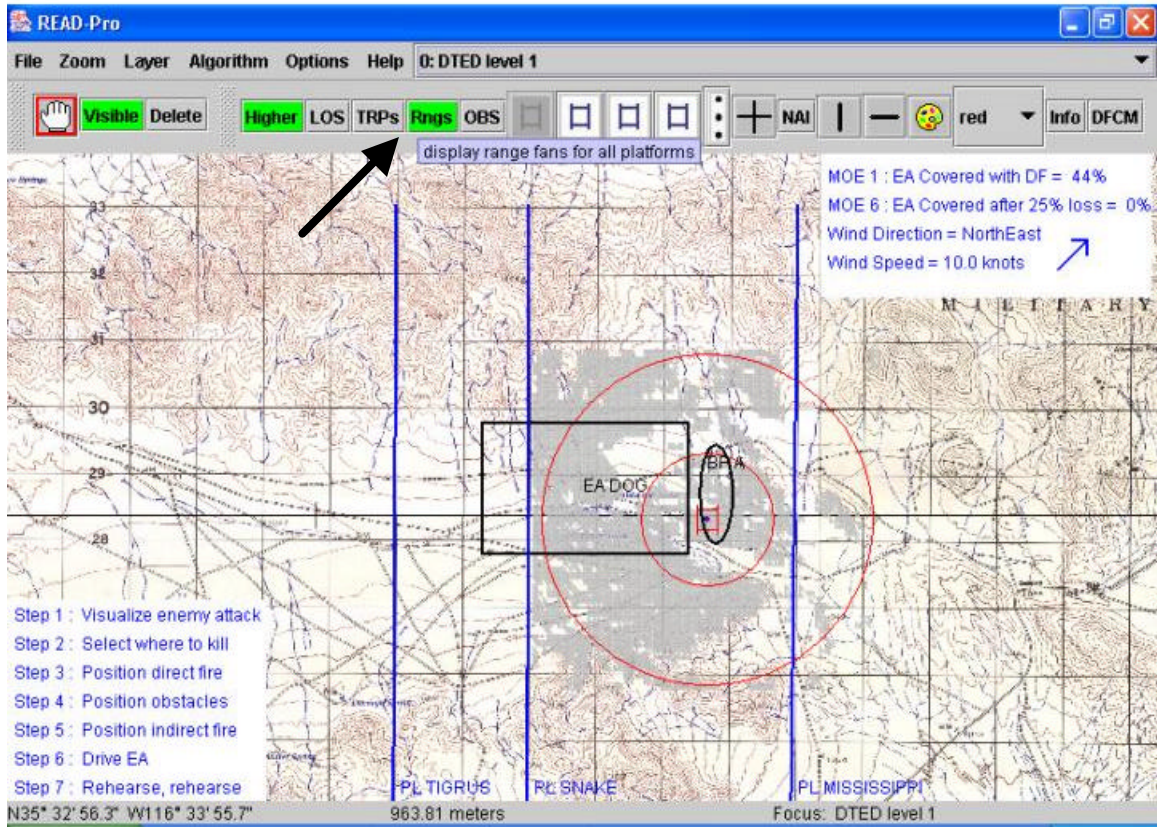 READ-Pro
File Zoom Layer Algorithm Options Help 0: DTED level 1
Visible Delete Higher LOS TRPs Rngs OBS NAI red Info DFCM
display range fans for all platforms
MOE 1 : EA Covered with DF = 44%
MOE 6 : EA Covered after 25% loss = 0%
Wind Direction = NorthEast
Wind Speed = 10.0 knots
33
32
M I L I T A R Y
31
30
29
BP A
EA DOG
28
Step 1 : Visualize enemy attack
Step 2 : Select where to kill
Step 3 : Position direct fire
Step 4 : Position obstacles
Step 5 : Position indirect fire
Step 6 : Drive EA
Step 7 : Rehearse, rehearse
PL TIGRUS PL SNAKE PL MISSISSIPPI
N35° 32' 56.3" W116° 33' 55.7" 963.81 meters Focus: DTED level 1